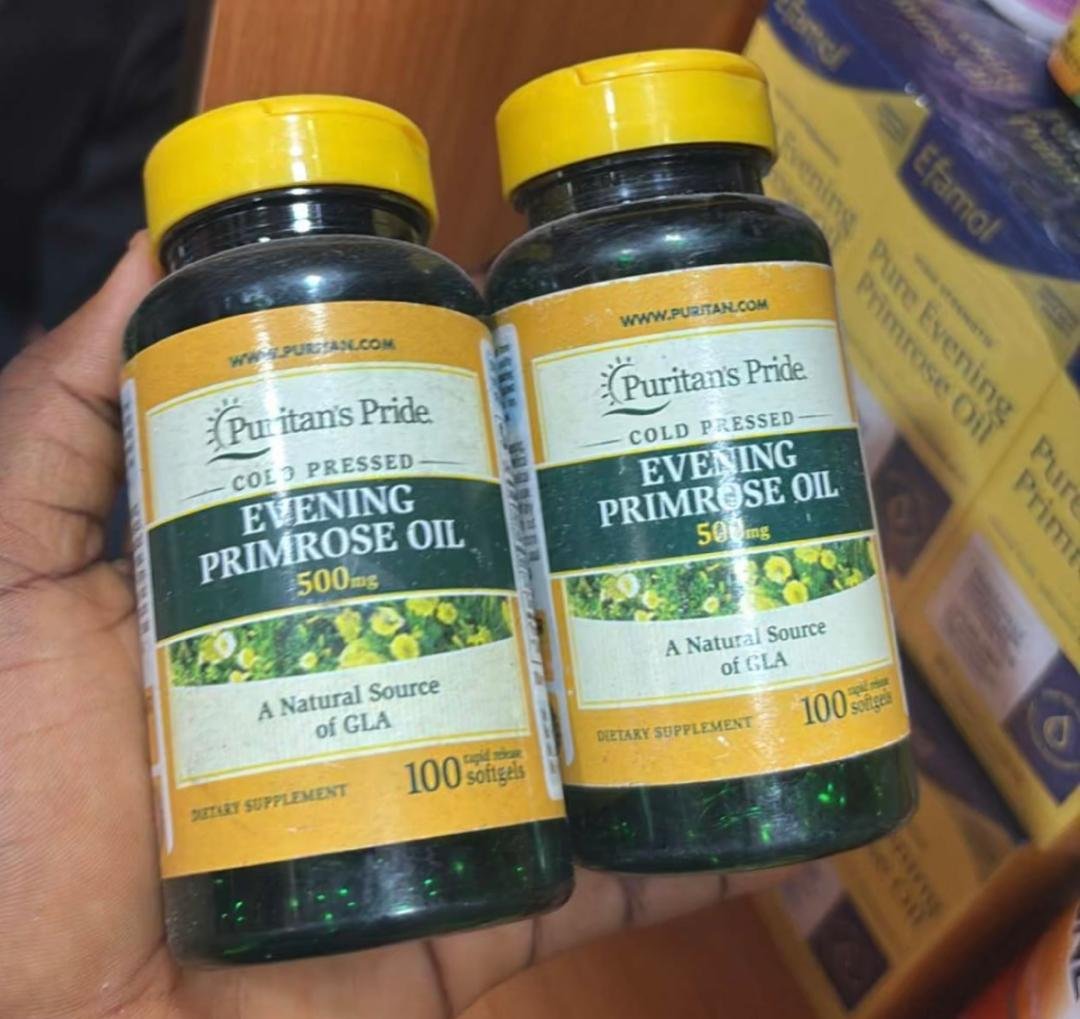 WWW.PURITAN.COM
Puritan's Pride.
COLD PRESSED
EVENING
PRIMROSE OIL
500mg
A Natural Source
of GLA
DIETARY SUPPLEMENT
100 rapid release
softgels
WWW.PURITAN.COM
Puritan's Pride.
COLD PRESSED
EVENING
PRIMROSE OIL
500mg
A Natural Source
of GLA
DIETARY SUPPLEMENT
100 rapid release
softgels
Efamol
Evening
Efamol
Pure Evening
Primrose Oil
Pure